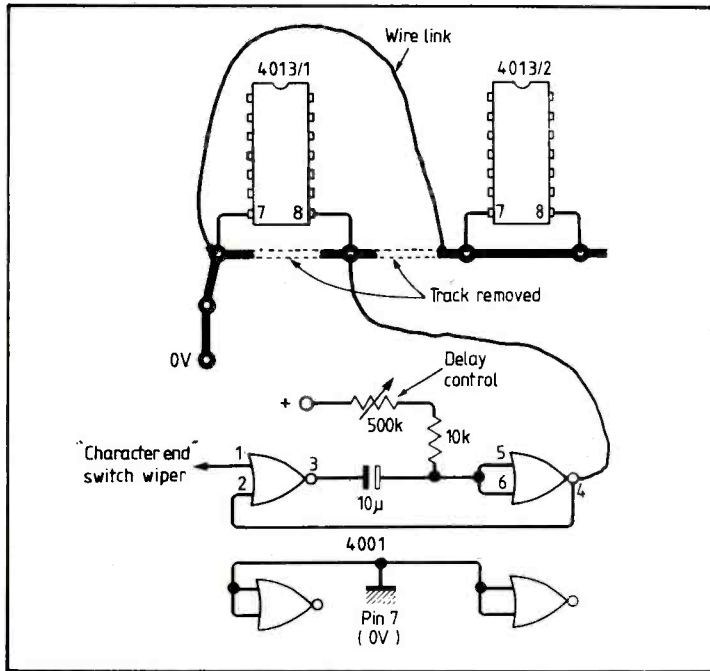 Wire link
4013/1
4013/2
7
8
7
8
Track removed
0V
Delay
control
+
500k
10k
"Character end"
switch wiper
1
2
3
10µ
5
6
4
4001
Pin 7
(0V)